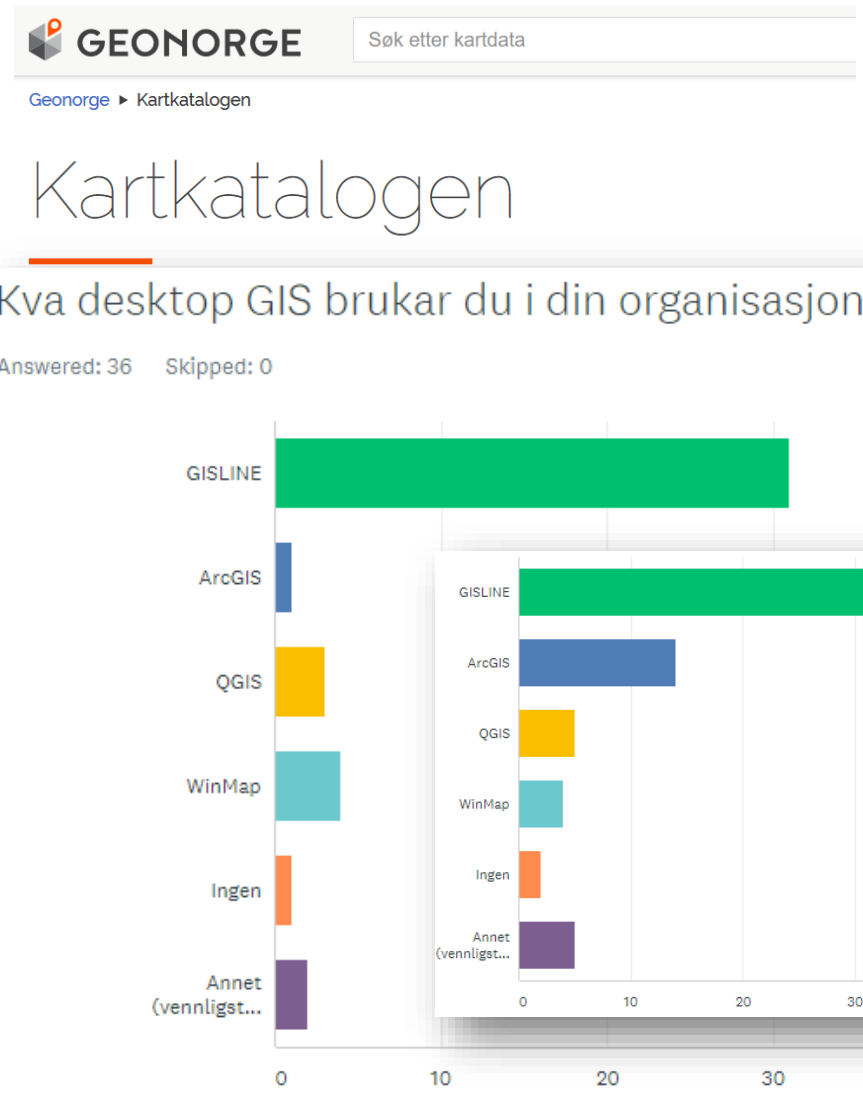 GEONORGE
Søk etter kartdata
Geonorge ▸ Kartkatalogen
Kartkatalogen
Kva desktop GIS brukar du i din organisasjon
Answered: 36 Skipped: 0
GISLINE
ArcGIS
QGIS
WinMap
Ingen
Annet
(vennligst...
0 10 20 30
GISLINE
ArcGIS
QGIS
WinMap
Ingen
Annet
(vennligst...
0 10 20 30